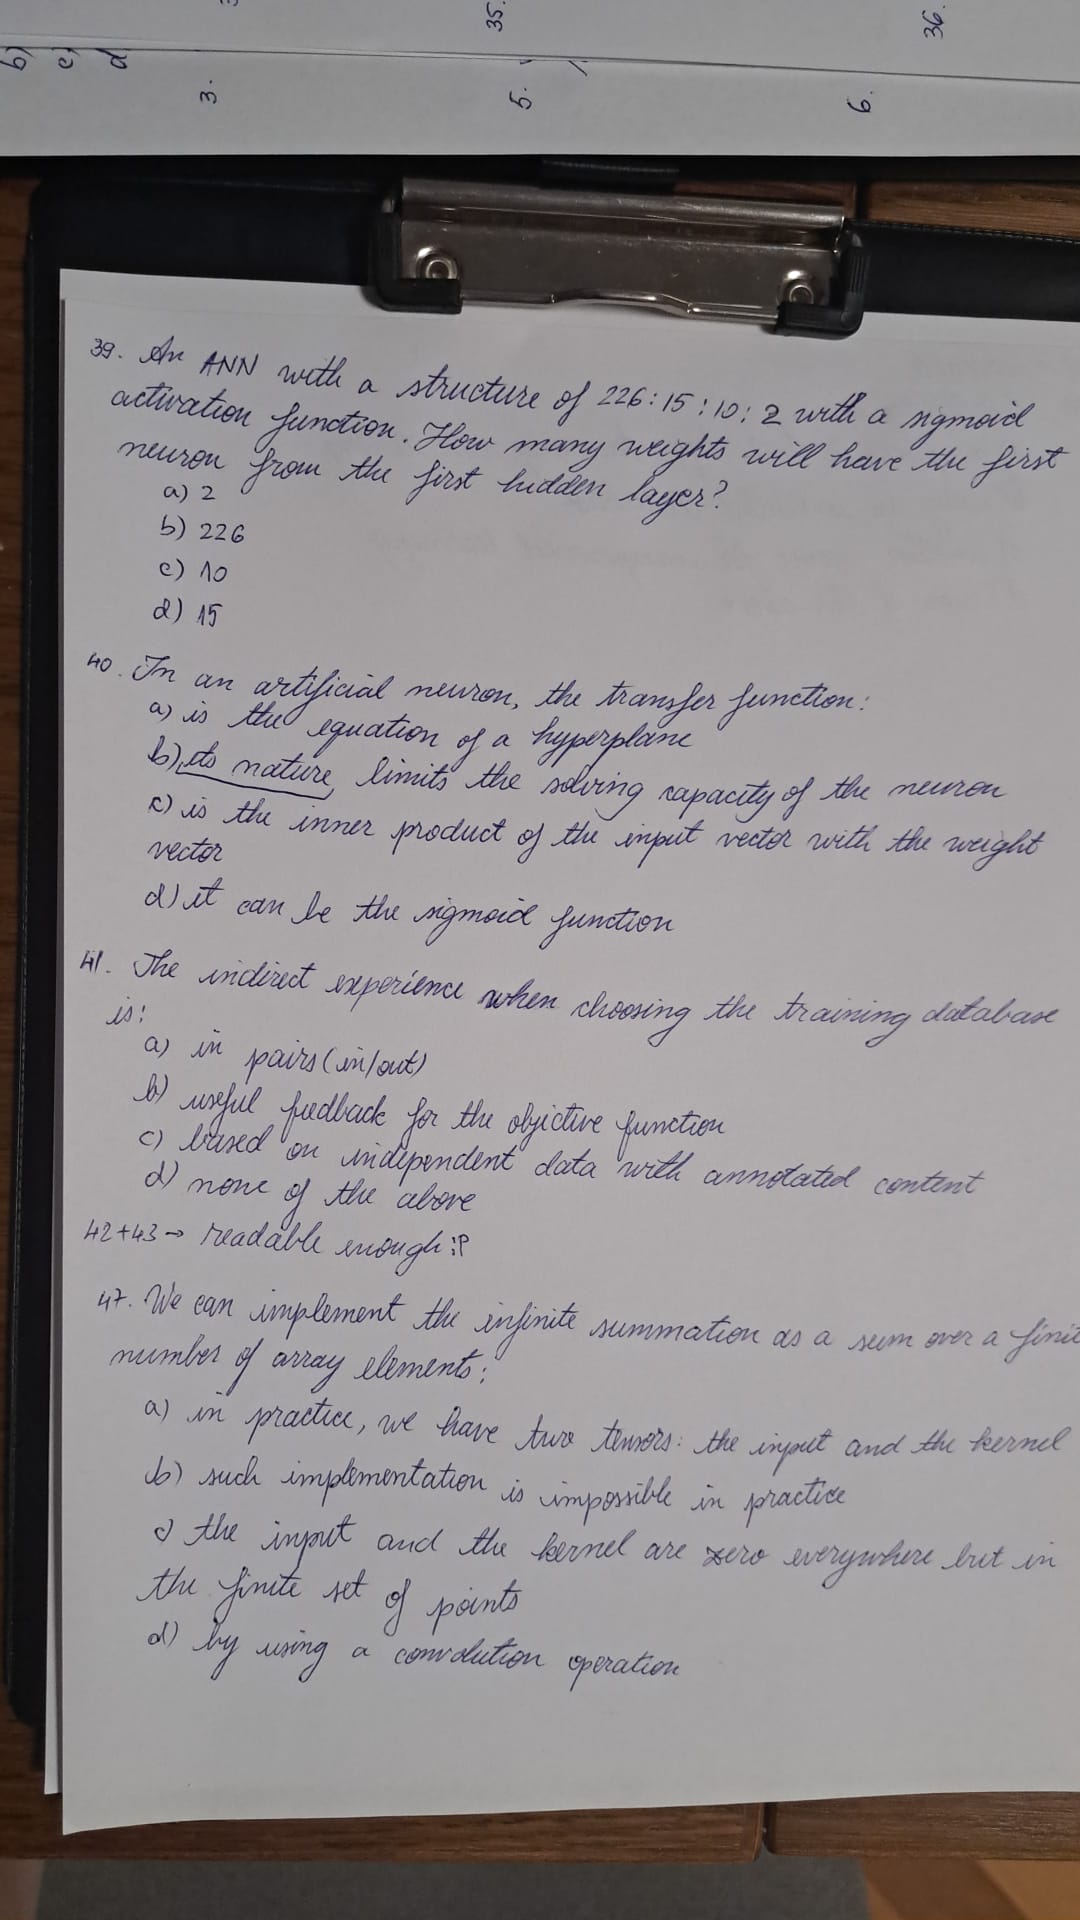 35.
36.
b)
c)
d
3.
5.
6.
39. An ANN with a structure of 226:15:10:2 with a sigmoid
activation function. How many weights will have the first
neuron from the first hidden layer?
a) 2
b) 226
c) 10
d) 15
40. In an artificial neuron, the transfer function:
a) is the equation of a hyperplane
b) its nature, limits the solving capacity of the neuron
c) is the inner product of the input vector with the weight
vector
d) it can be the sigmoid function
41. The indirect experience when choosing the training database
is:
a) in pairs (in/out)
b) useful feedback for the objective function
c) based on independent data with annotated content
d) none of the above
42+43 → readable enough :P
47. We can implement the infinite summation as a sum over a finit
number of array elements:
a) in practice, we have two tensors: the input and the kernel
b) such implementation is impossible in practice
c) the input and the kernel are zero everywhere but in
the finite set of points
d) by using a convolution operation